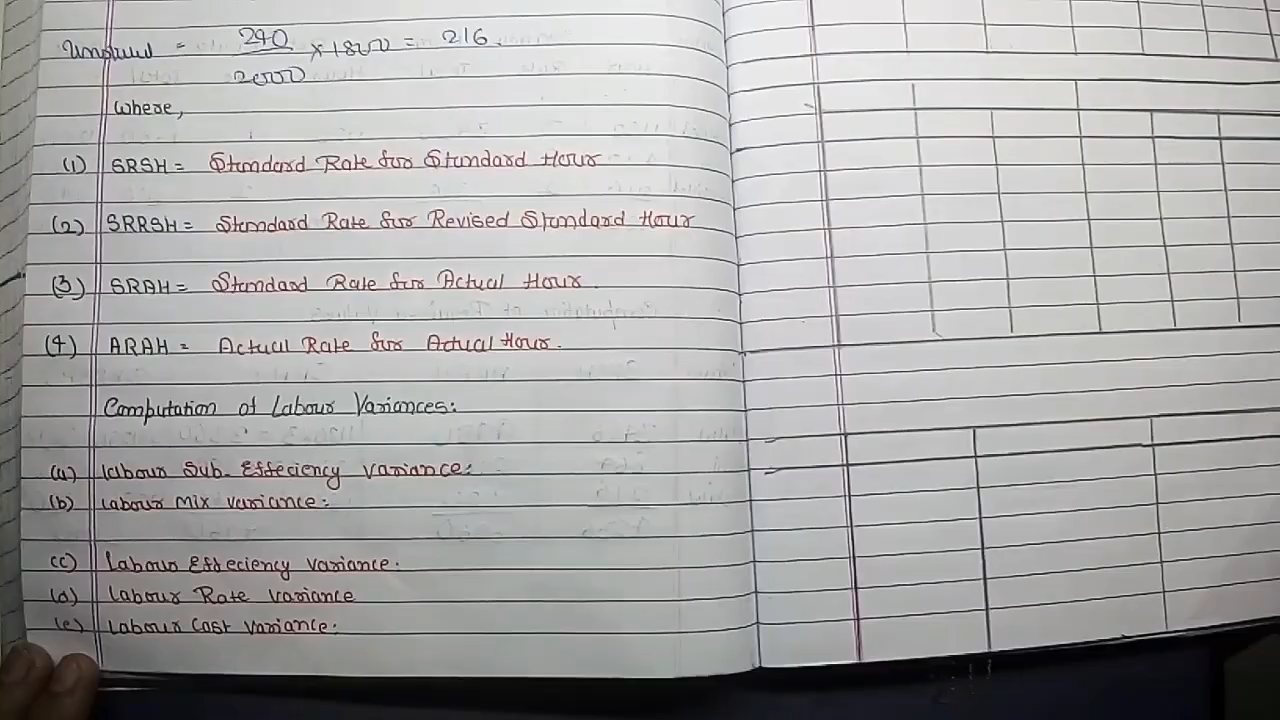 = 240/2000 × 1800 = 216.
where,
(1) SRSH = Standard Rate for Standard Hour
(2) SRRSH = Standard Rate for Revised Standard Hour
(3) SRAH = Standard Rate for Actual Hour.
(4) ARAH = Actual Rate for Actual Hour.
Computation of Labour Variances:
(a) Labour Sub. Effeciency Variance:
(b) Labour Mix Variance:
(c) Labour Effeciency Variance.
(d) Labour Rate Variance
(e) Labour Cost Variance: